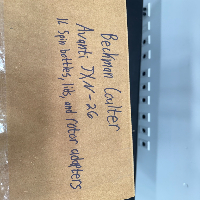 Beckman Coulter
Avanti JXN-26
16 Spin bottles, lids, and rotor adapters